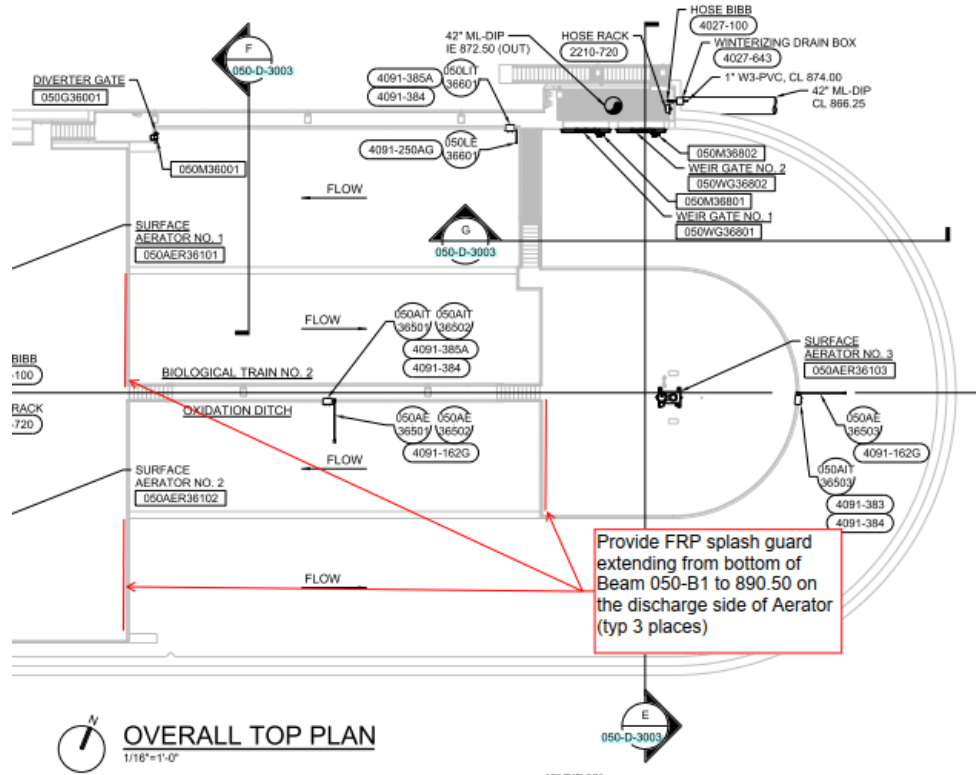 HOSE BIBB
4027-100
42" ML-DIP
IE 872.50 (OUT)
HOSE RACK
2210-720
WINTERIZING DRAIN BOX
4027-643
1" W3-PVC, CL 874.00
42" ML-DIP
CL 866.25
F
050-D-3003
DIVERTER GATE
050G36001
4091-385A
4091-384
050LIT
36601
4091-250AG
050LE
36601
050M36001
050M36802
WEIR GATE NO. 2
050WG36802
050M36801
WEIR GATE NO. 1
050WG36801
FLOW
SURFACE
AERATOR NO. 1
050AER36101
G
050-D-3003
FLOW
050AIT
36501
050AIT
36502
4091-385A
4091-384
BIBB
-100
BIOLOGICAL TRAIN NO. 2
SURFACE
AERATOR NO. 3
050AER36103
RACK
-720
OXIDATION DITCH
050AE
36501
050AE
36502
4091-162G
050AE
36503
4091-162G
FLOW
SURFACE
AERATOR NO. 2
050AER36102
050AIT
36503
4091-383
4091-384
Provide FRP splash guard
extending from bottom of
Beam 050-B1 to 890.50 on
the discharge side of Aerator
(typ 3 places)
FLOW
E
050-D-3003
N
OVERALL TOP PLAN
1/16"=1'-0"